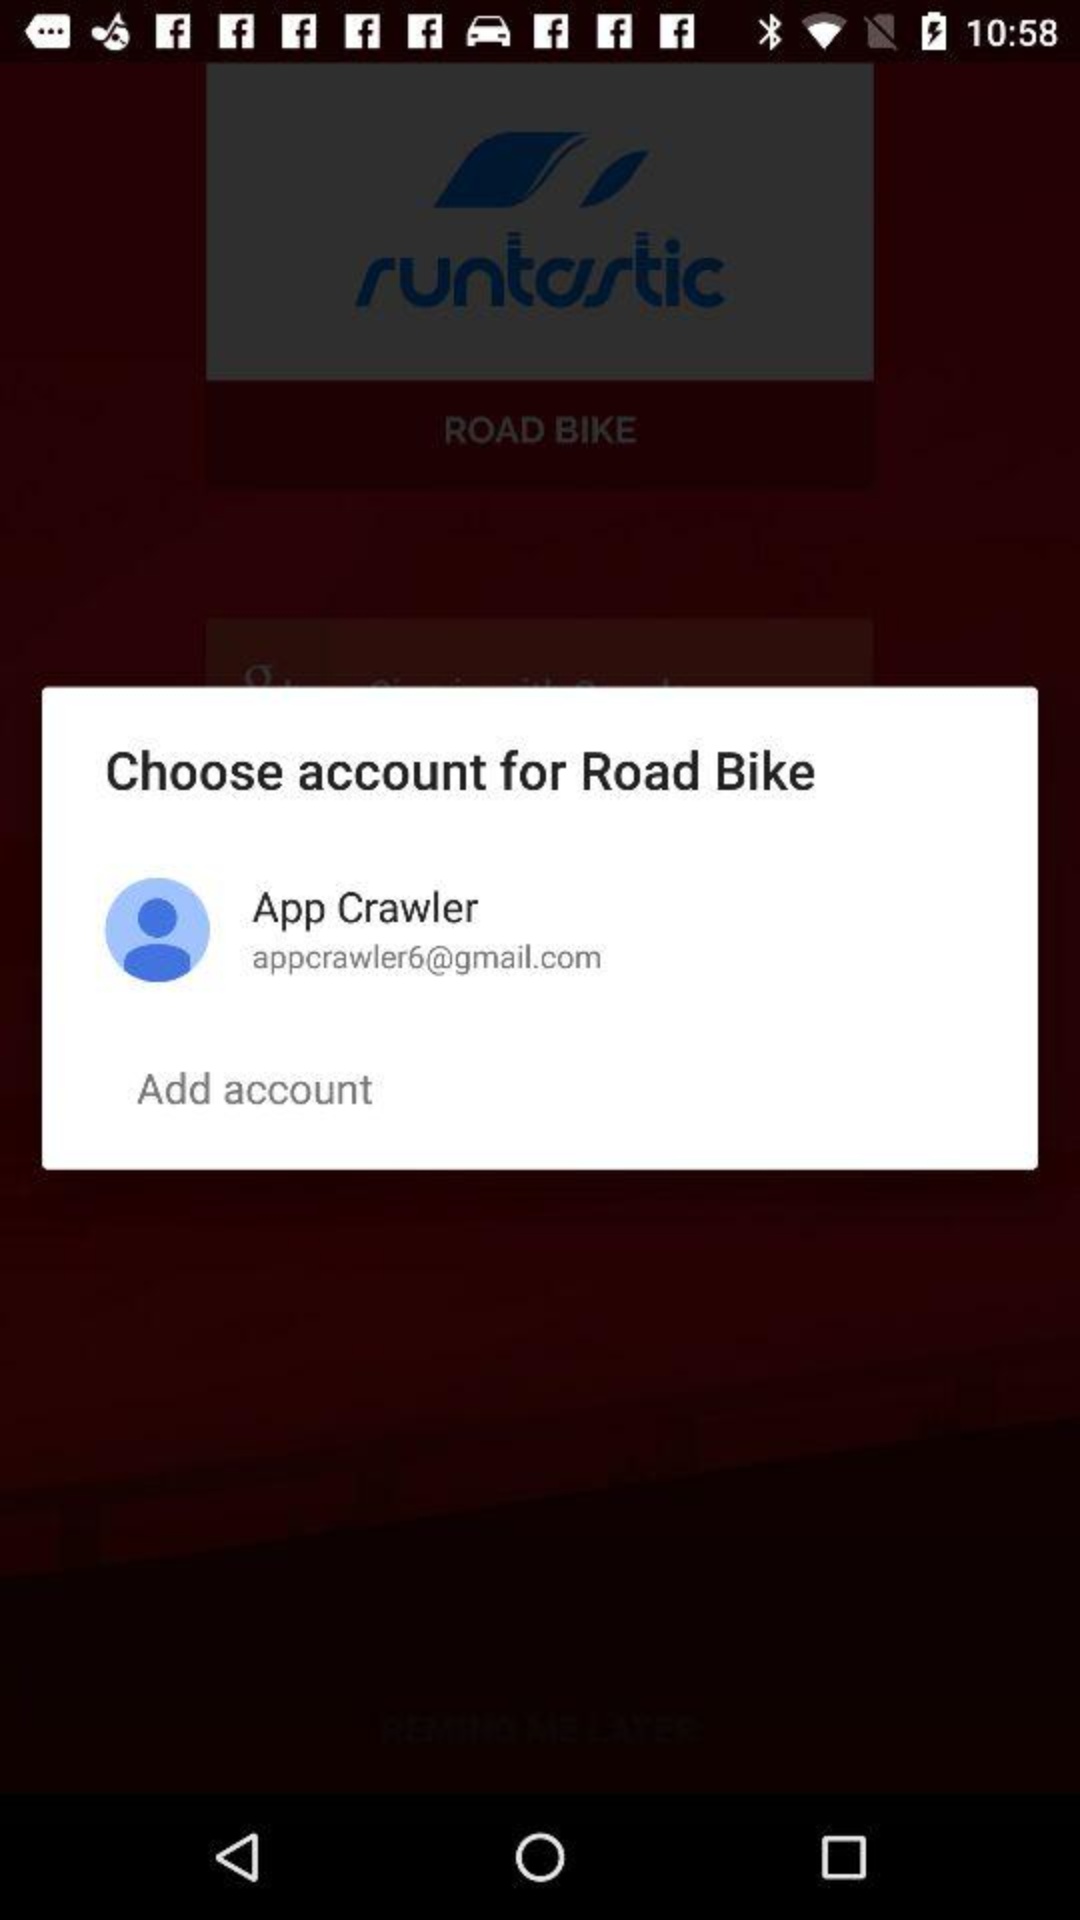 10:58
runtastic
ROAD BIKE
Choose account for Road Bike
App Crawler
appcrawler6@gmail.com
Add account
REMIND ME LATER